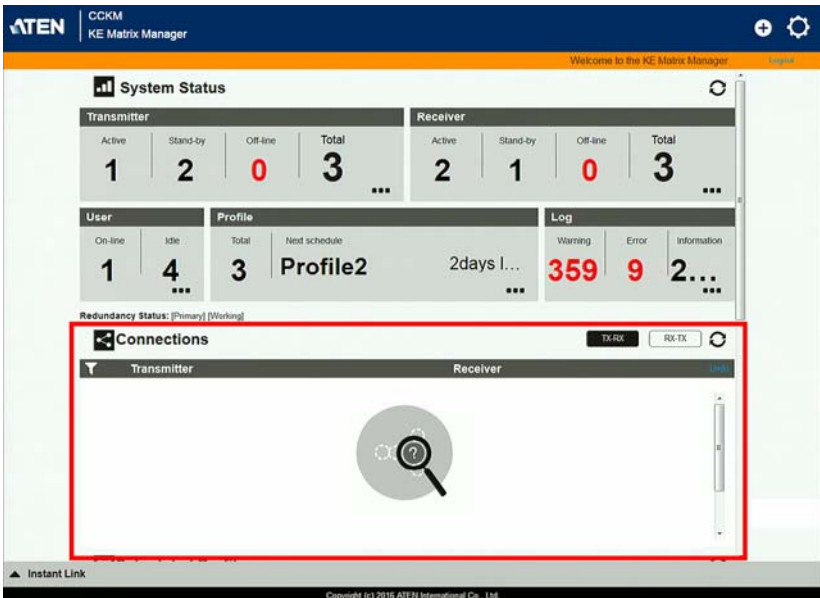 ATEN
CCKM
KE Matrix Manager
Welcome to the KE Matrix Manager
Logout
System Status
Transmitter
Active
Stand-by
Off-line
Total
1
2
0
3
Receiver
Active
Stand-by
Off-line
Total
2
1
0
3
User
On-line
Idle
1
4
Profile
Total
Next schedule
3
Profile2
2days l...
Log
Warning
Error
Information
359
9
2...
Redundancy Status: [Primary] [Working]
Connections
TX-RX
RX-TX
Transmitter
Receiver
Undo
?
Instant Link
Copyright (c) 2016 ATEN International Co., Ltd.